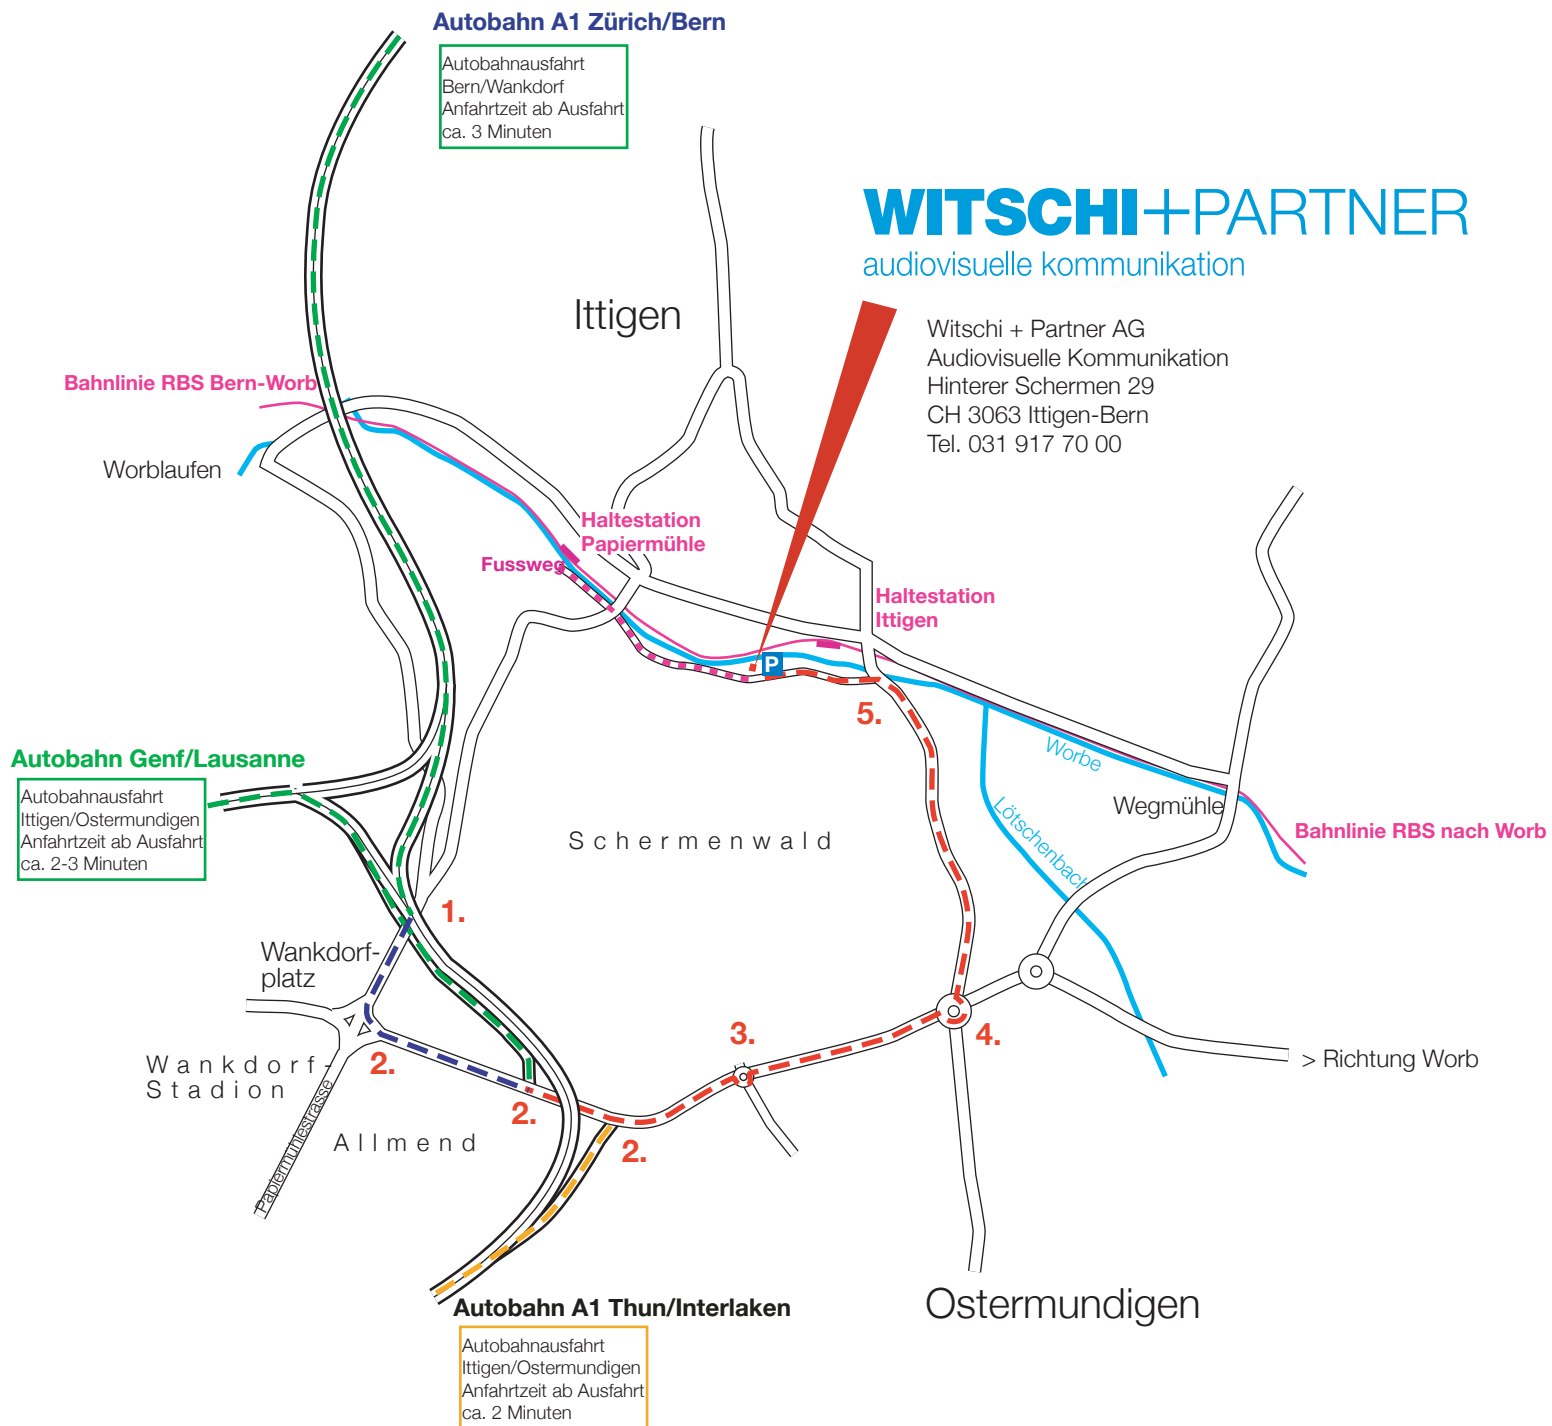 Autobahn A1 Zürich/Bern
Autobahnausfahrt
Bern/Wankdorf
Anfahrtzeit ab Ausfahrt
ca. 3 Minuten
WITSCHI+PARTNER
audiovisuelle kommunikation
Ittigen
Witschi + Partner AG
Audiovisuelle Kommunikation
Hinterer Schermen 29
CH 3063 Ittigen-Bern
Tel. 031 917 70 00
Bahnlinie RBS Bern-Worb
Worblaufen
Haltestation
Papiermühle
Fussweg
Haltestation
Ittigen
P
5.
Autobahn Genf/Lausanne
Autobahnausfahrt
Ittigen/Ostermundigen
Anfahrtzeit ab Ausfahrt
ca. 2-3 Minuten
Worbe
Wegmühle
Lötschenbach
Bahnlinie RBS nach Worb
Schermenwald
1.
Wankdorf-
platz
3.
4.
2.
Wankdorf-
Stadion
> Richtung Worb
2.
Allmend
2.
Papiermühlestrasse
Ostermundigen
Autobahn A1 Thun/Interlaken
Autobahnausfahrt
Ittigen/Ostermundigen
Anfahrtzeit ab Ausfahrt
ca. 2 Minuten